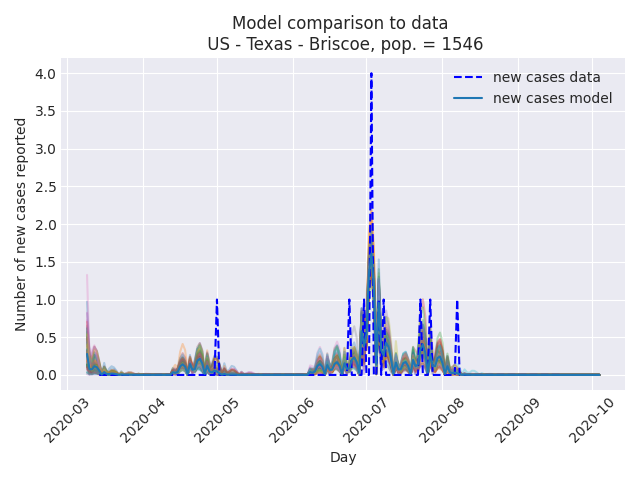 Model comparison to data
US - Texas - Briscoe, pop. = 1546
new cases data
new cases model
Number of new cases reported
4.0
3.5
3.0
2.5
2.0
1.5
1.0
0.5
0.0
2020-03
2020-04
2020-05
2020-06
2020-07
2020-08
2020-09
2020-10
Day